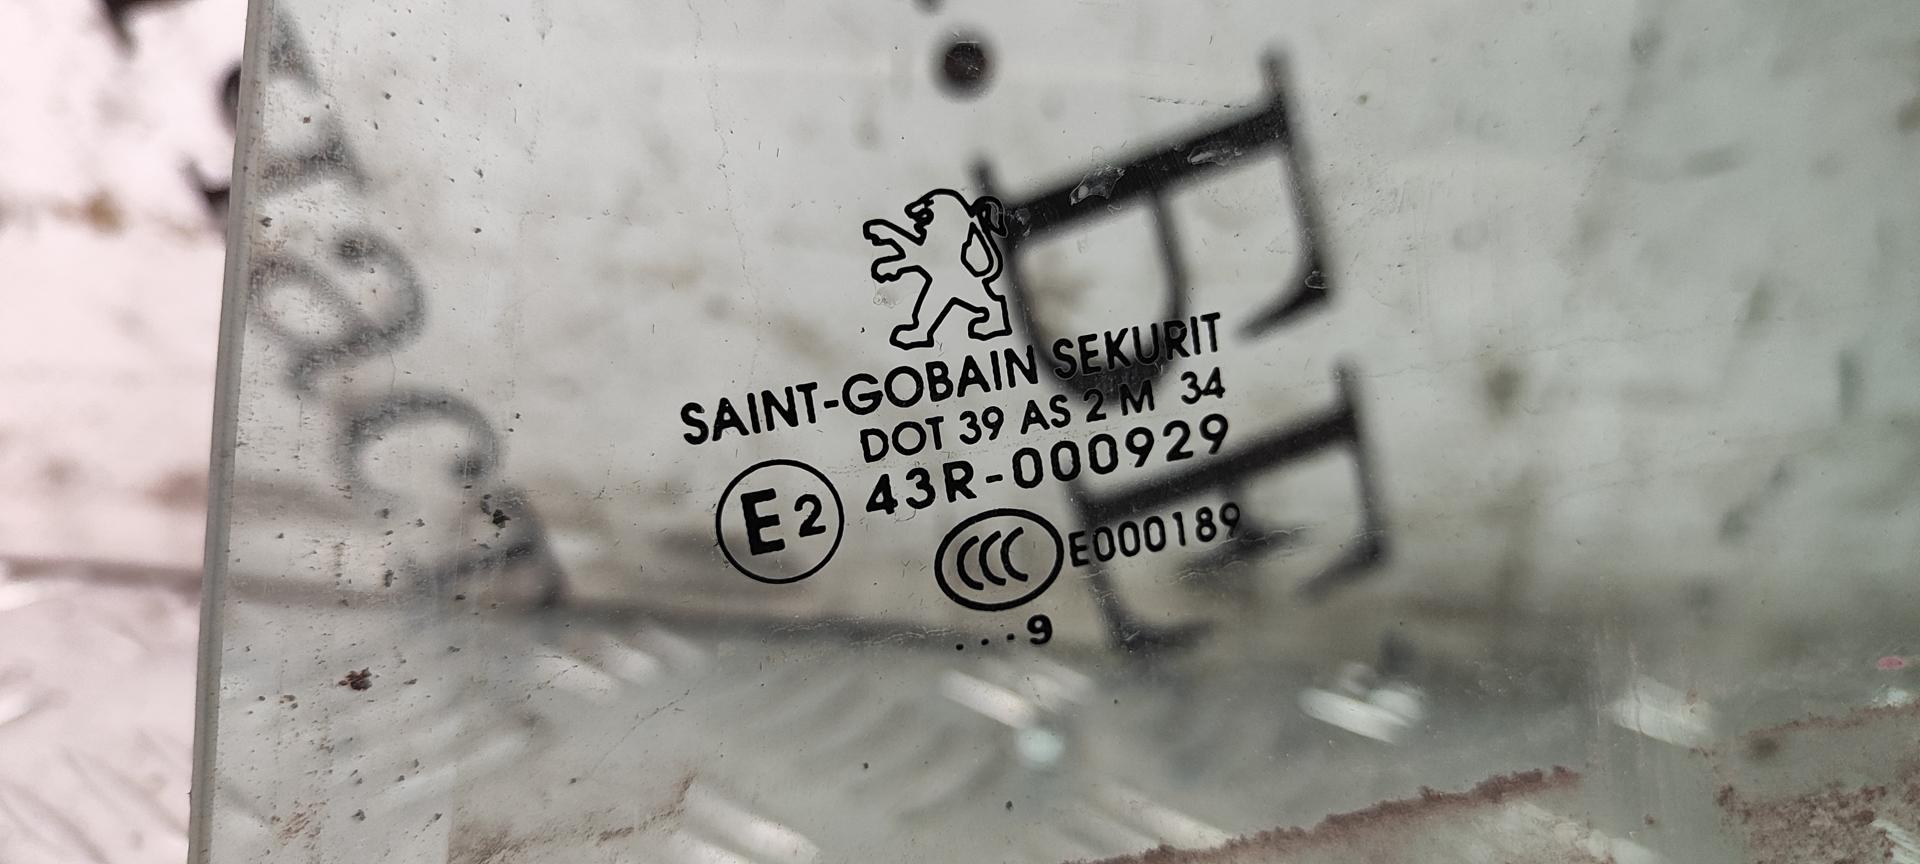 SAINT-GOBAIN SEKURIT
DOT 39 AS 2 M 34
E2 43R-000929
CCC E000189
...9